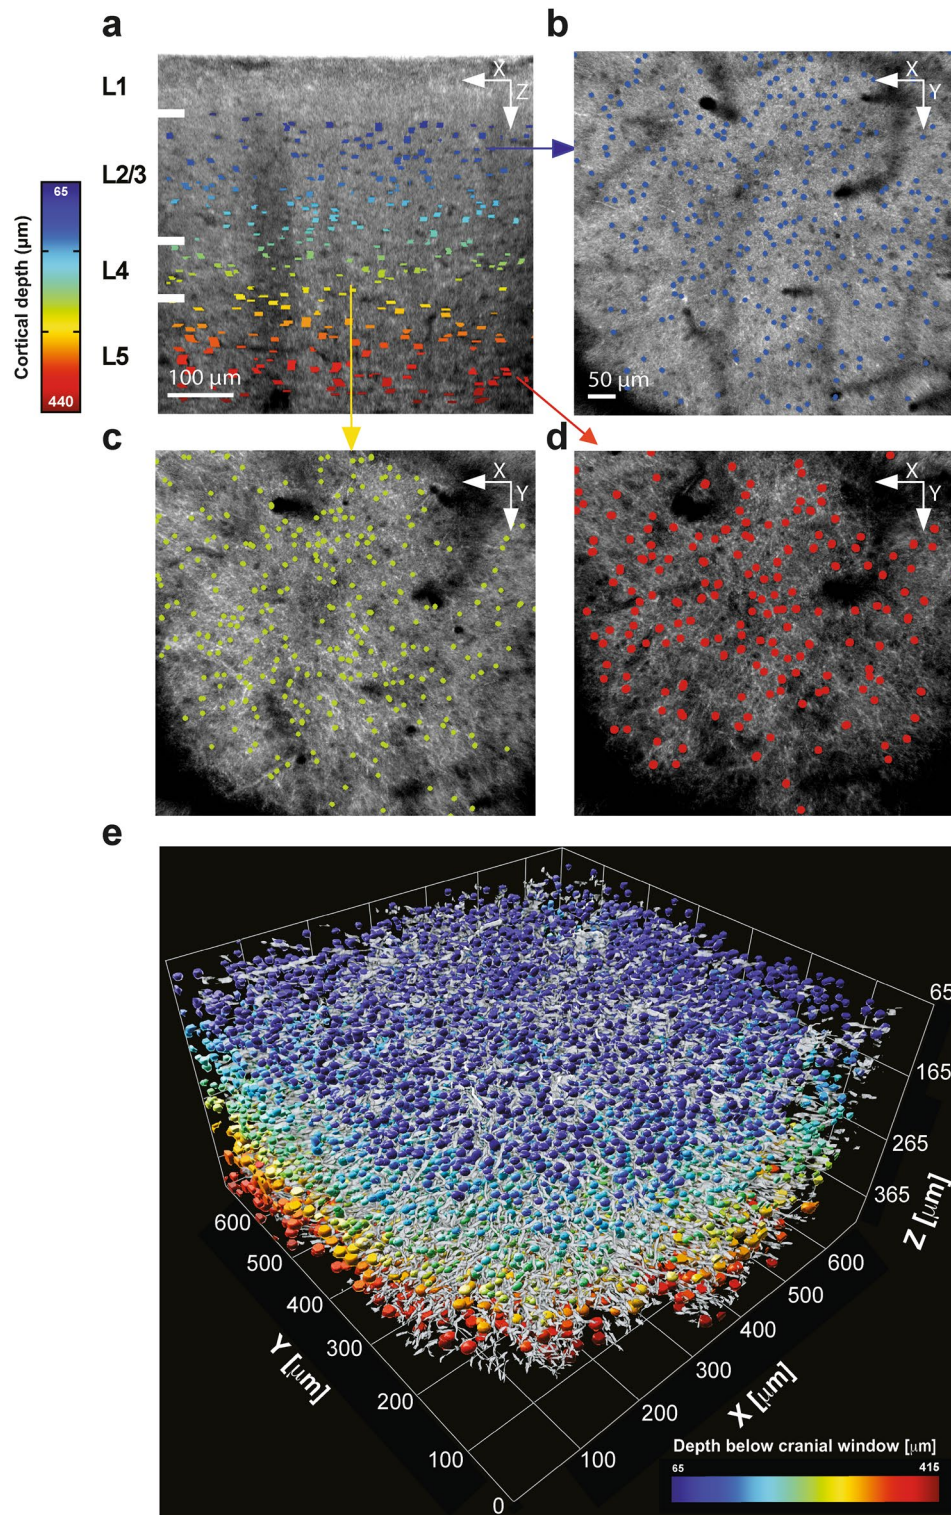 a
b
L1
X
Z
X
Y
L2/3
65
Cortical depth (µm)
L4
L5
440
100 µm
50 µm
c
d
X
Y
X
Y
e
65
165
265
365
Z [µm]
600
500
400
300
200
100
Y [µm]
600
500
400
300
200
100
X [µm]
0
Depth below cranial window [µm]
65
415